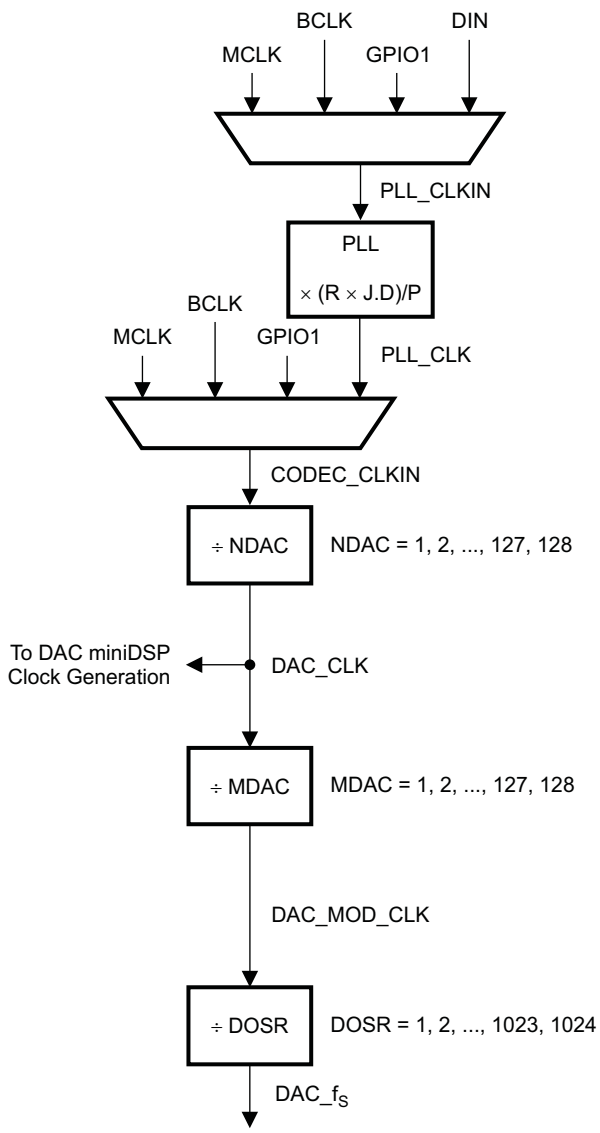 BCLK
DIN
MCLK
GPIO1
PLL_CLKIN
PLL
× (R × J.D)/P
BCLK
MCLK
GPIO1
PLL_CLK
CODEC_CLKIN
÷ NDAC
NDAC = 1, 2, ..., 127, 128
To DAC miniDSP
Clock Generation
DAC_CLK
÷ MDAC
MDAC = 1, 2, ..., 127, 128
DAC_MOD_CLK
÷ DOSR
DOSR = 1, 2, ..., 1023, 1024
DAC_fS